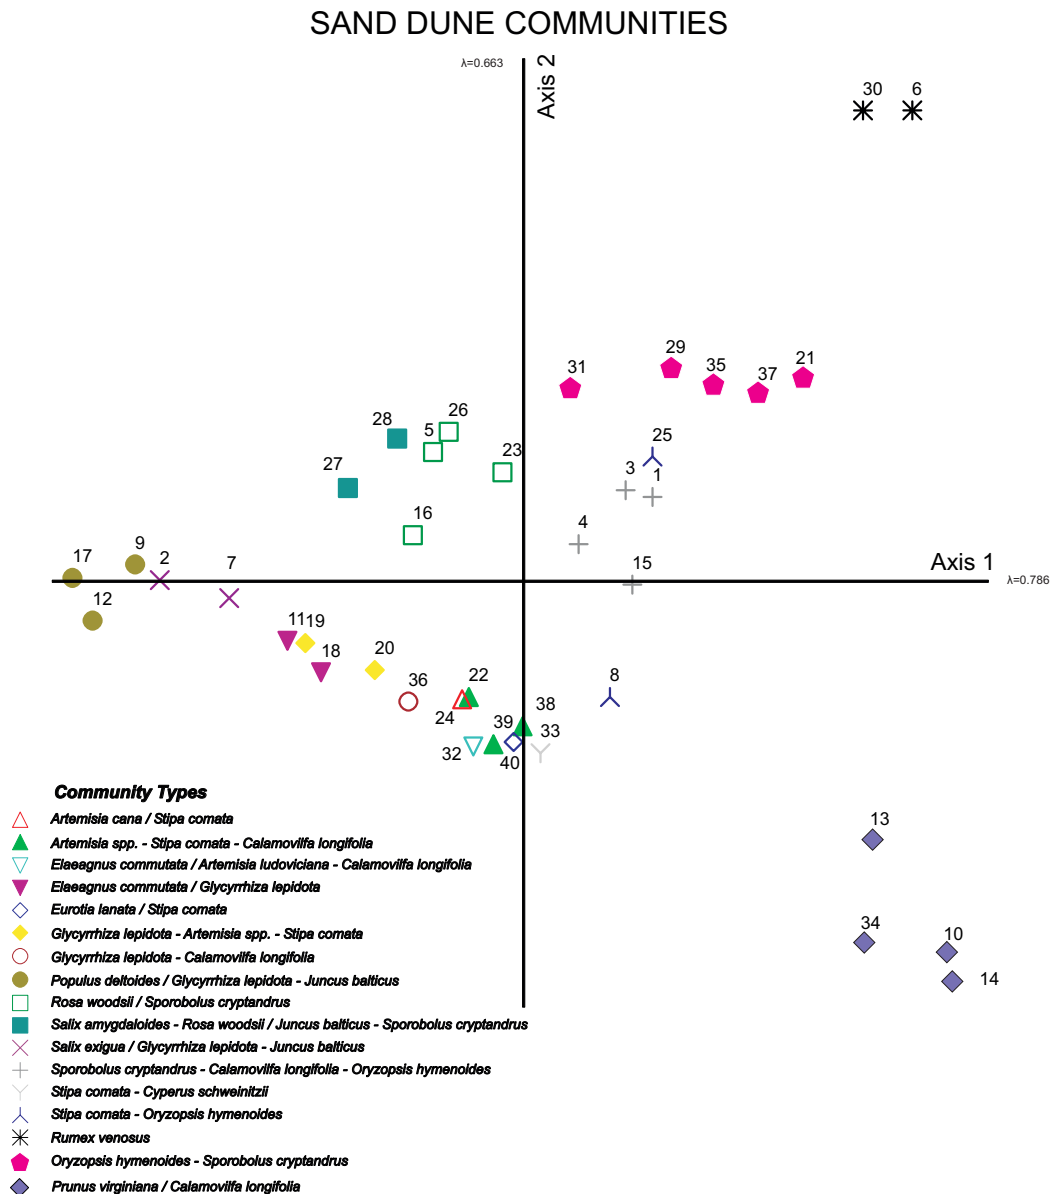 SAND DUNE COMMUNITIES
λ=0.663
Axis 2
30 6
31 29 35 37 21
28 5 26
27 23 25
16 3 1
4
17 9 2 7 15
Axis 1
λ=0.786
12
11 19
18 20
36 22 8
24 39 38 33
32 40
13
34 10
14
Community Types
Artemisia cana / Stipa comata
Artemisia spp. - Stipa comata - Calamovilfa longifolia
Elaeagnus commutata / Artemisia ludoviciana - Calamovilfa longifolia
Elaeagnus commutata / Glycyrrhiza lepidota
Eurotia lanata / Stipa comata
Glycyrrhiza lepidota - Artemisia spp. - Stipa comata
Glycyrrhiza lepidota - Calamovilfa longifolia
Populus deltoides / Glycyrrhiza lepidota - Juncus balticus
Rosa woodsii / Sporobolus cryptandrus
Salix amygdaloides - Rosa woodsii / Juncus balticus - Sporobolus cryptandrus
Salix exigua / Glycyrrhiza lepidota - Juncus balticus
Sporobolus cryptandrus - Calamovilfa longifolia - Oryzopsis hymenoides
Stipa comata - Cyperus schweinitzii
Stipa comata - Oryzopsis hymenoides
Rumex venosus
Oryzopsis hymenoides - Sporobolus cryptandrus
Prunus virginiana / Calamovilfa longifolia